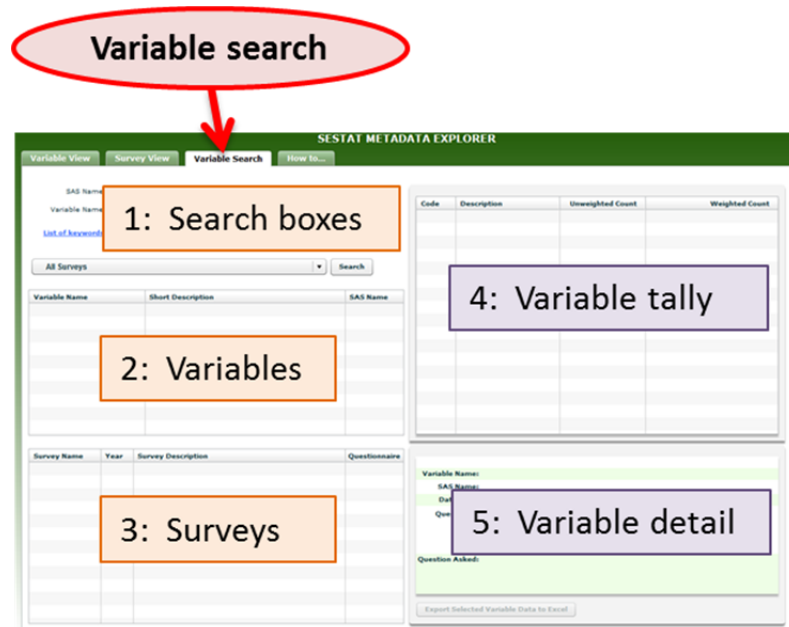 Variable search
SESTAT METADATA EXPLORER
Variable View
Survey View
Variable Search
How to...
SAS Name
Variable Name
List of keywords
1: Search boxes
All Surveys
Search
Variable Name
Short Description
SAS Name
2: Variables
Survey Name
Year
Survey Description
Questionnaire
3: Surveys
Code
Description
Unweighted Count
Weighted Count
4: Variable tally
Variable Name:
SAS Name:
5: Variable detail
Question Asked:
Export Selected Variable Data to Excel